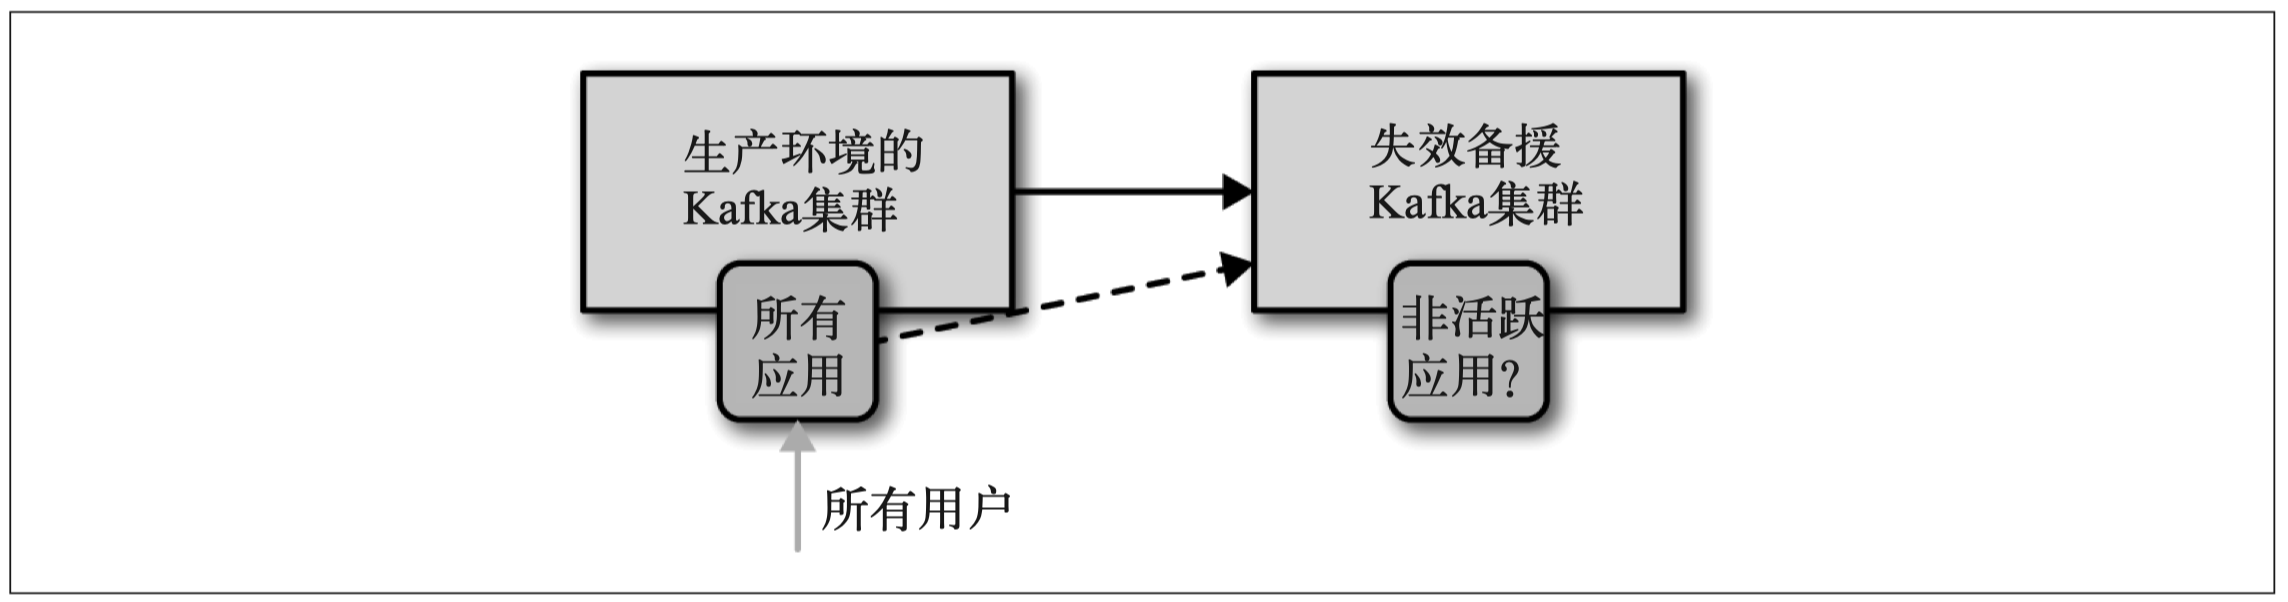 生产环境的
Kafka集群
失效备援
Kafka集群
所有
应用
非活跃
应用？
所有用户